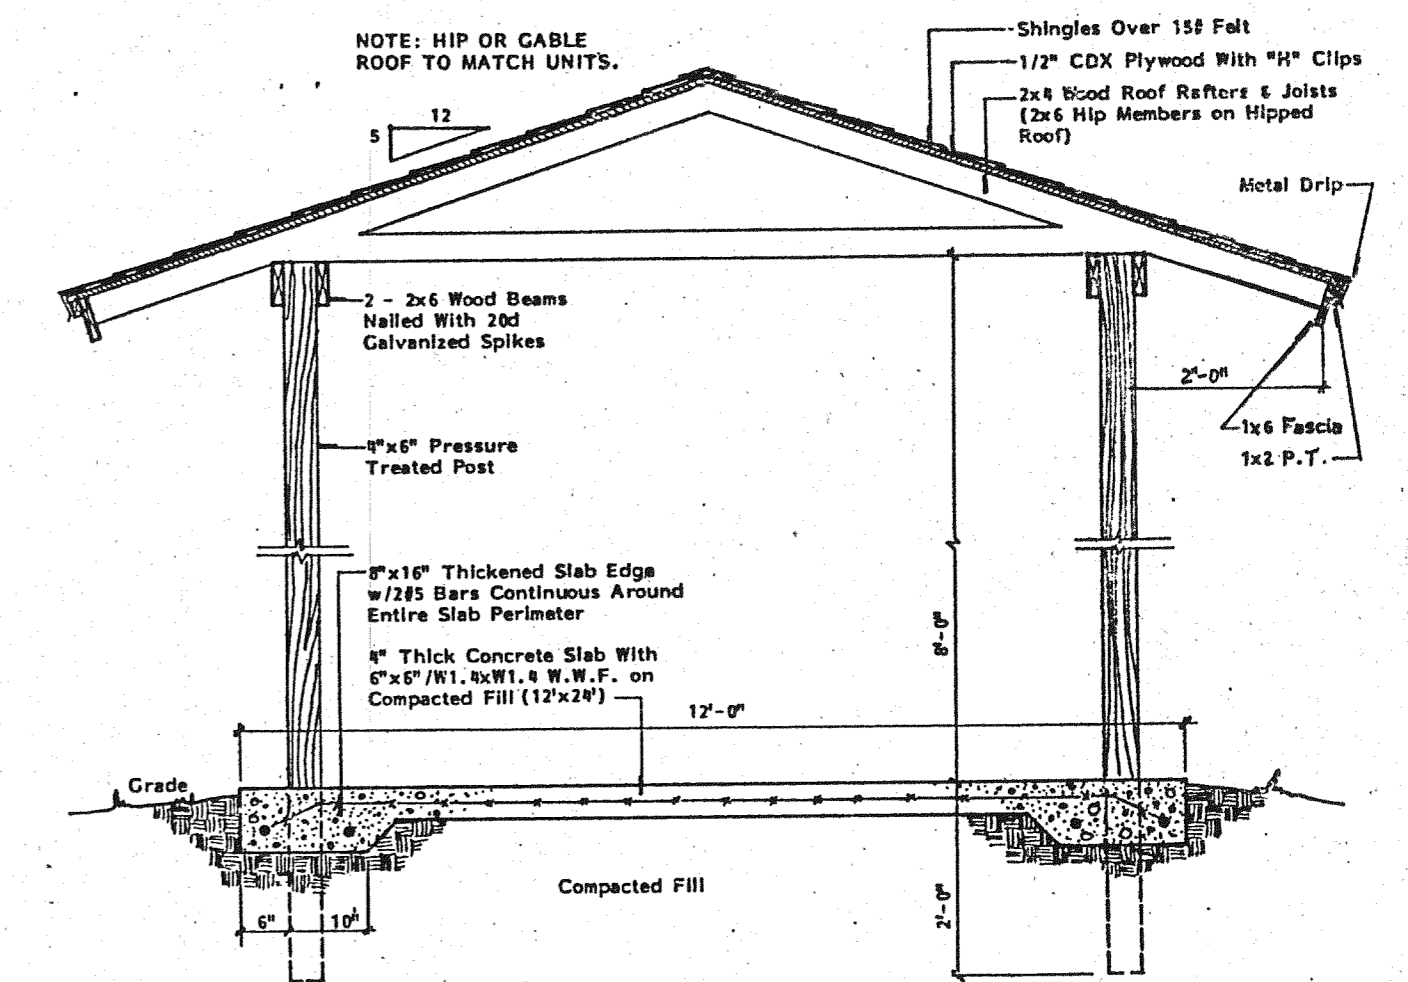 NOTE: HIP OR GABLE
ROOF TO MATCH UNITS.
12
5
Shingles Over 15# Felt
1/2" CDX Plywood With "H" Clips
2x4 Wood Roof Rafters & Joists
(2x6 Hip Members on Hipped
Roof)
Metal Drip
2 - 2x6 Wood Beams
Nailed With 20d
Galvanized Spikes
2'-0"
1x6 Fascia
1x2 P.T.
4"x6" Pressure
Treated Post
8"x16" Thickened Slab Edge
w/2#5 Bars Continuous Around
Entire Slab Perimeter
8'-0"
4" Thick Concrete Slab With
6"x6"/W1.4xW1.4 W.W.F. on
Compacted Fill (12'x24')
12'-0"
Grade
Compacted Fill
6"
10"
2'-0"